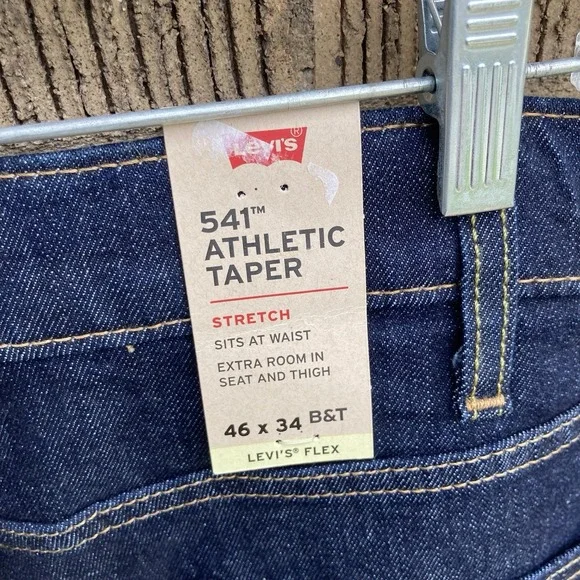 Levi's®
541™
ATHLETIC
TAPER
STRETCH
SITS AT WAIST
EXTRA ROOM IN
SEAT AND THIGH
46 x 34 B&T
LEVI'S® FLEX